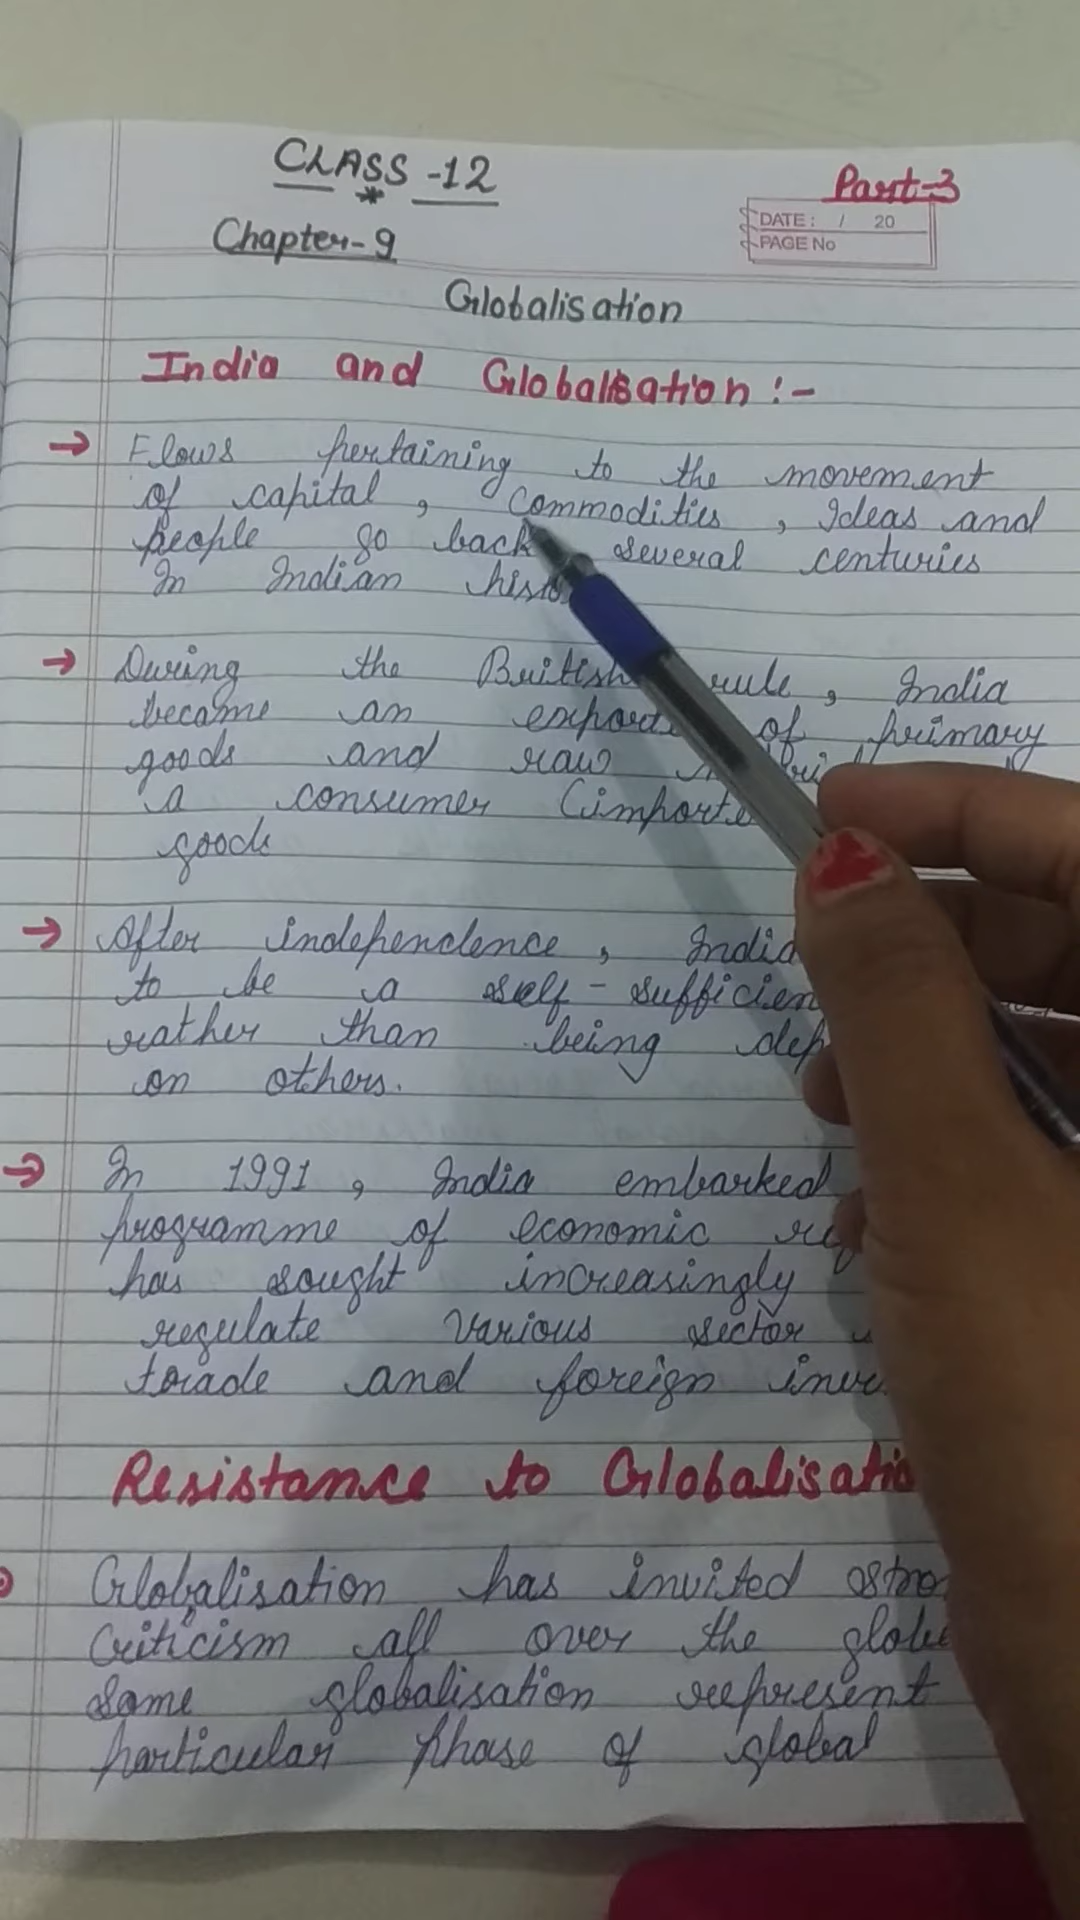 CLASS -12
Part-3
DATE: / 20
PAGE No
Chapter-9
Globalisation
India and Globalisation :-
→ Flows pertaining to the movement
of capital, Commodities, Ideas and
people go back several centuries
In Indian
→ During the British rule, India
became an of primary
goods and raw
a consumer
goods
→ After independence, India
to be a self-
rather than being
on others.
→ In 1991, India embarked
programme of economic
has sought increasingly
regulate various sector
trade and foreign
Resistance to
Globalisation has invited
criticism all over the
Same globalisation represent
particular phase of global